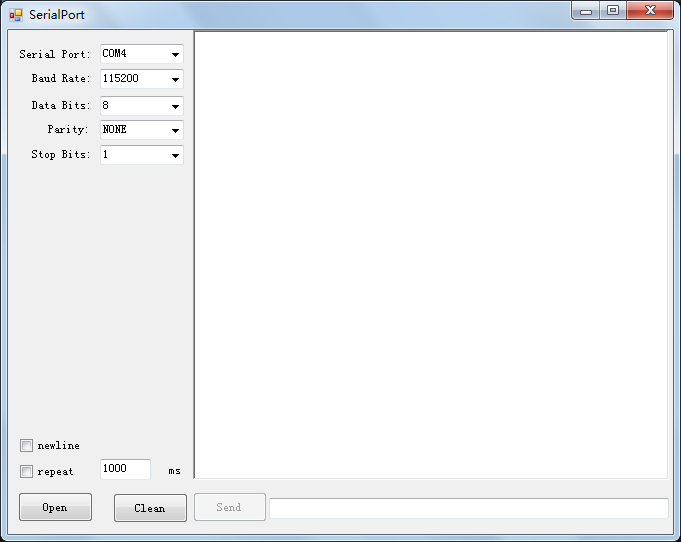 SerialPort
Serial Port: COM4
Baud Rate: 115200
Data Bits: 8
Parity: NONE
Stop Bits: 1
newline
repeat 1000 ms
Open Clean Send